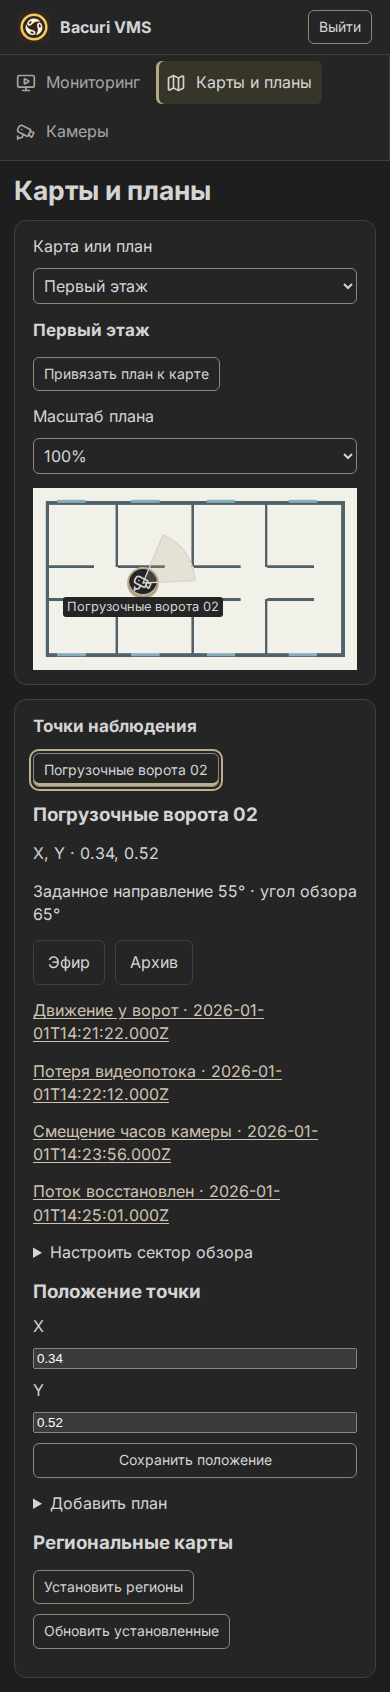 Bacuri VMS
Выйти
Мониторинг
Карты и планы
Камеры
Карты и планы
Карта или план
Первый этаж
Первый этаж
Привязать план к карте
Масштаб плана
100%
Погрузочные ворота 02
Точки наблюдения
Погрузочные ворота 02
Погрузочные ворота 02
X, Y · 0.34, 0.52
Заданное направление 55° · угол обзора
65°
Эфир
Архив
Движение у ворот · 2026-01-
01T14:21:22.000Z
Потеря видеопотока · 2026-01-
01T14:22:12.000Z
Смещение часов камеры · 2026-01-
01T14:23:56.000Z
Поток восстановлен · 2026-01-
01T14:25:01.000Z
Настроить сектор обзора
Положение точки
X
0.34
Y
0.52
Сохранить положение
Добавить план
Региональные карты
Установить регионы
Обновить установленные